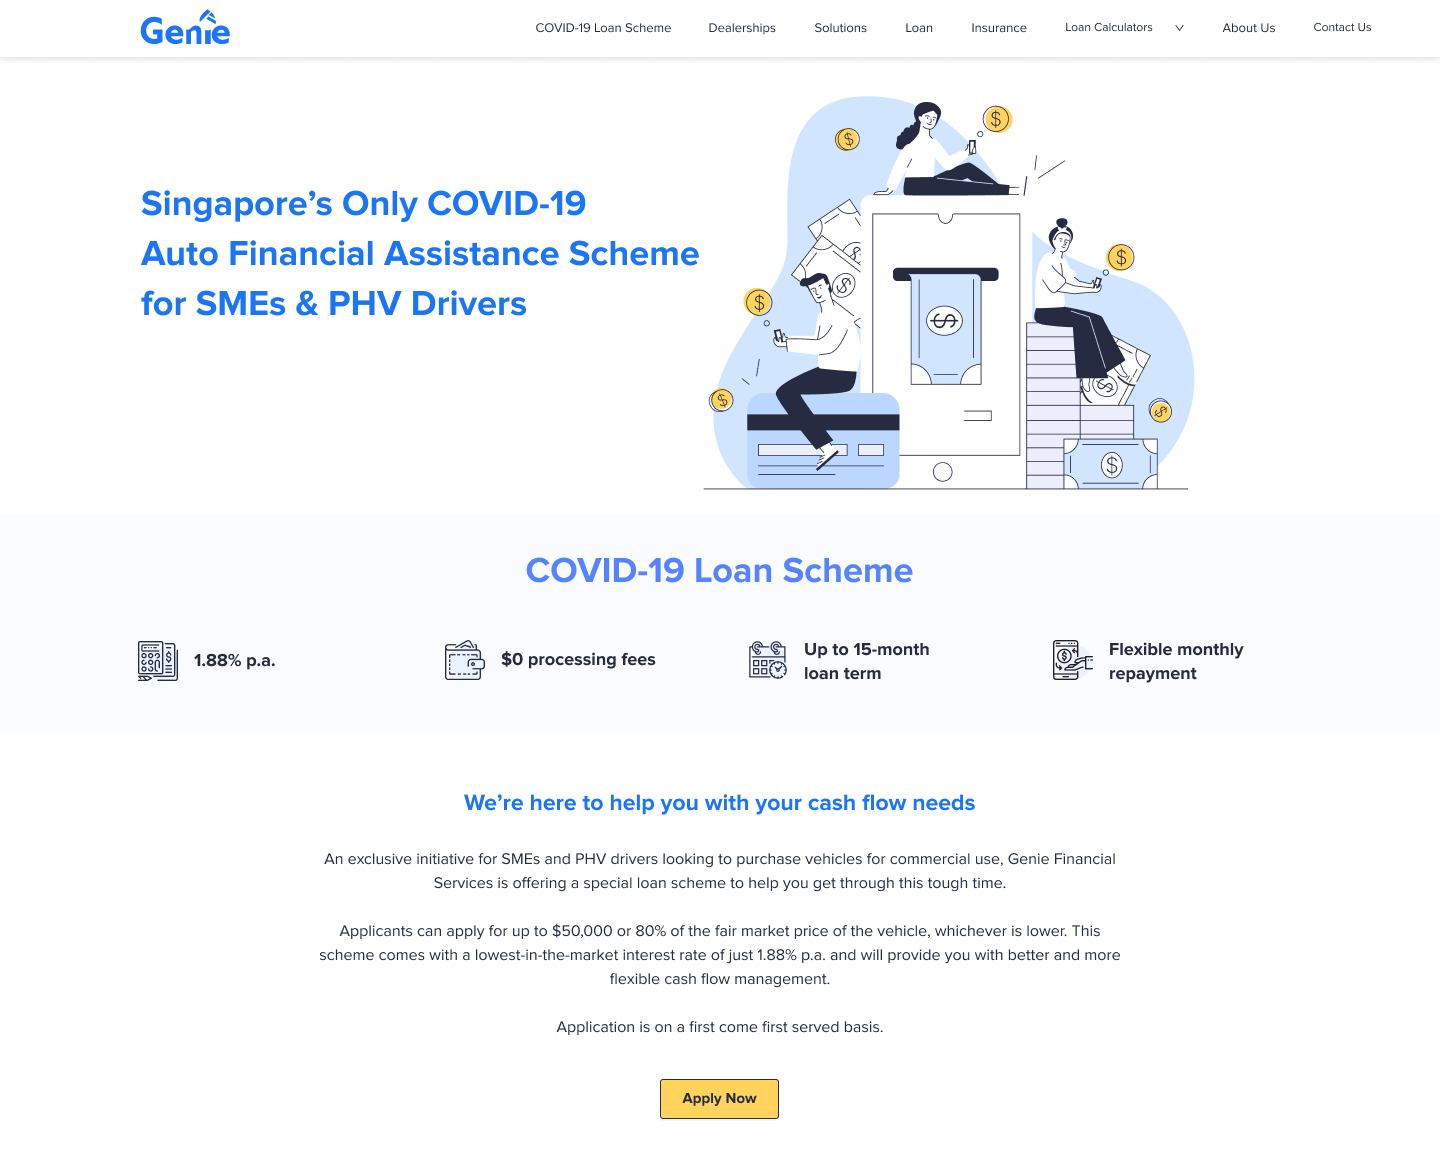 Genie
COVID-19 Loan Scheme
Dealerships
Solutions
Loan
Insurance
Loan Calculators
About Us
Contact Us
Singapore’s Only COVID-19
Auto Financial Assistance Scheme
for SMEs & PHV Drivers
COVID-19 Loan Scheme
1.88% p.a.
$0 processing fees
Up to 15-month
loan term
Flexible monthly
repayment
We’re here to help you with your cash flow needs
An exclusive initiative for SMEs and PHV drivers looking to purchase vehicles for commercial use, Genie Financial
Services is offering a special loan scheme to help you get through this tough time.
Applicants can apply for up to $50,000 or 80% of the fair market price of the vehicle, whichever is lower. This
scheme comes with a lowest-in-the-market interest rate of just 1.88% p.a. and will provide you with better and more
flexible cash flow management.
Application is on a first come first served basis.
Apply Now